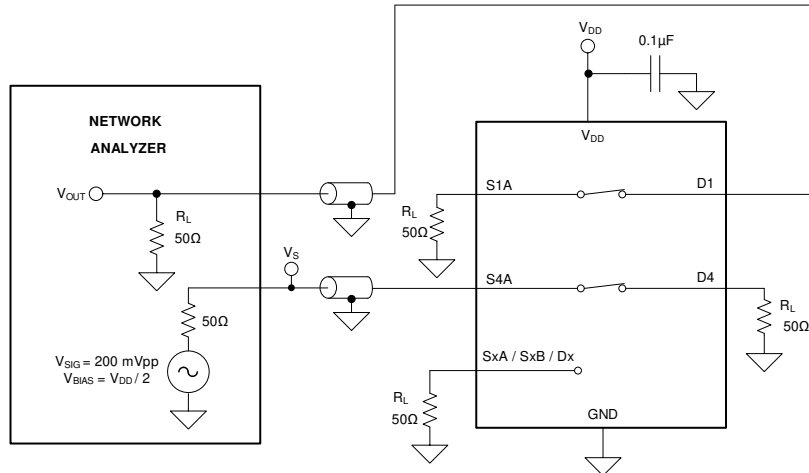 V_DD
0.1µF
NETWORK
ANALYZER
V_DD
V_OUT
S1A
D1
R_L
50Ω
R_L
50Ω
V_S
S4A
D4
50Ω
R_L
50Ω
V_SIG = 200 mVpp
V_BIAS = V_DD / 2
SxA / SxB / Dx
R_L
50Ω
GND